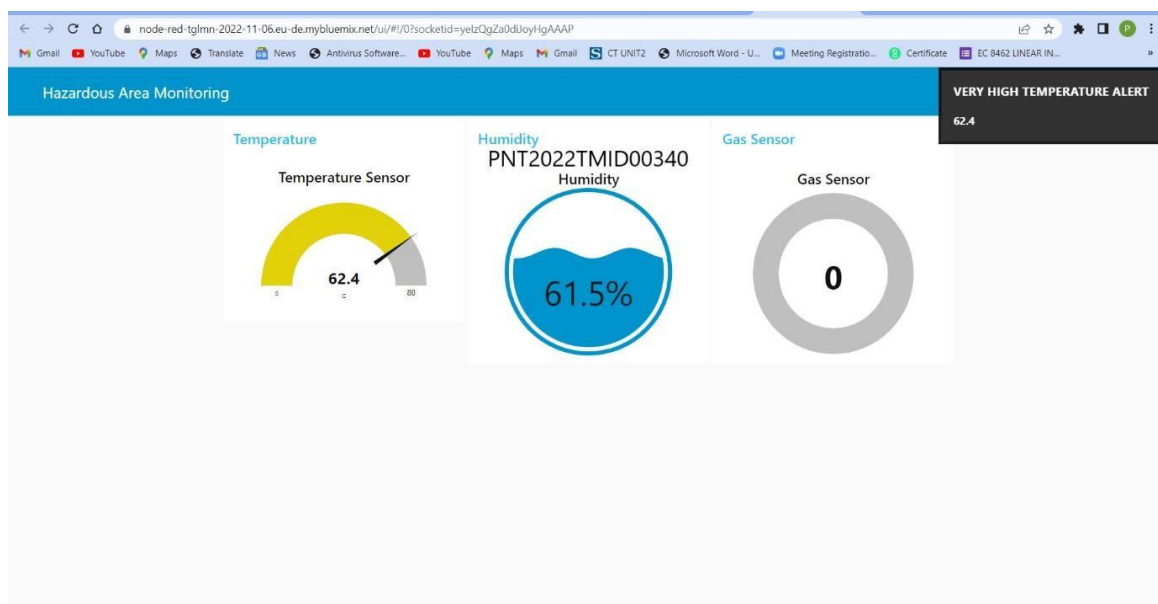 node-red-tglmn-2022-11-06.eu-de.mybluemix.net/ui/#!/0?socketid=yeIzQgZa0diJoyHgAAAP
P
Gmail YouTube Maps Translate News Antivirus Software... YouTube Maps Gmail CT UNIT2 Microsoft Word - U... Meeting Registratio... Certificate EC 8462 LINEAR IN... »
Hazardous Area Monitoring
VERY HIGH TEMPERATURE ALERT
62.4
Temperature
Temperature Sensor
62.4
0 C 80
Humidity
PNT2022TMID00340
Humidity
61.5%
Gas Sensor
Gas Sensor
0